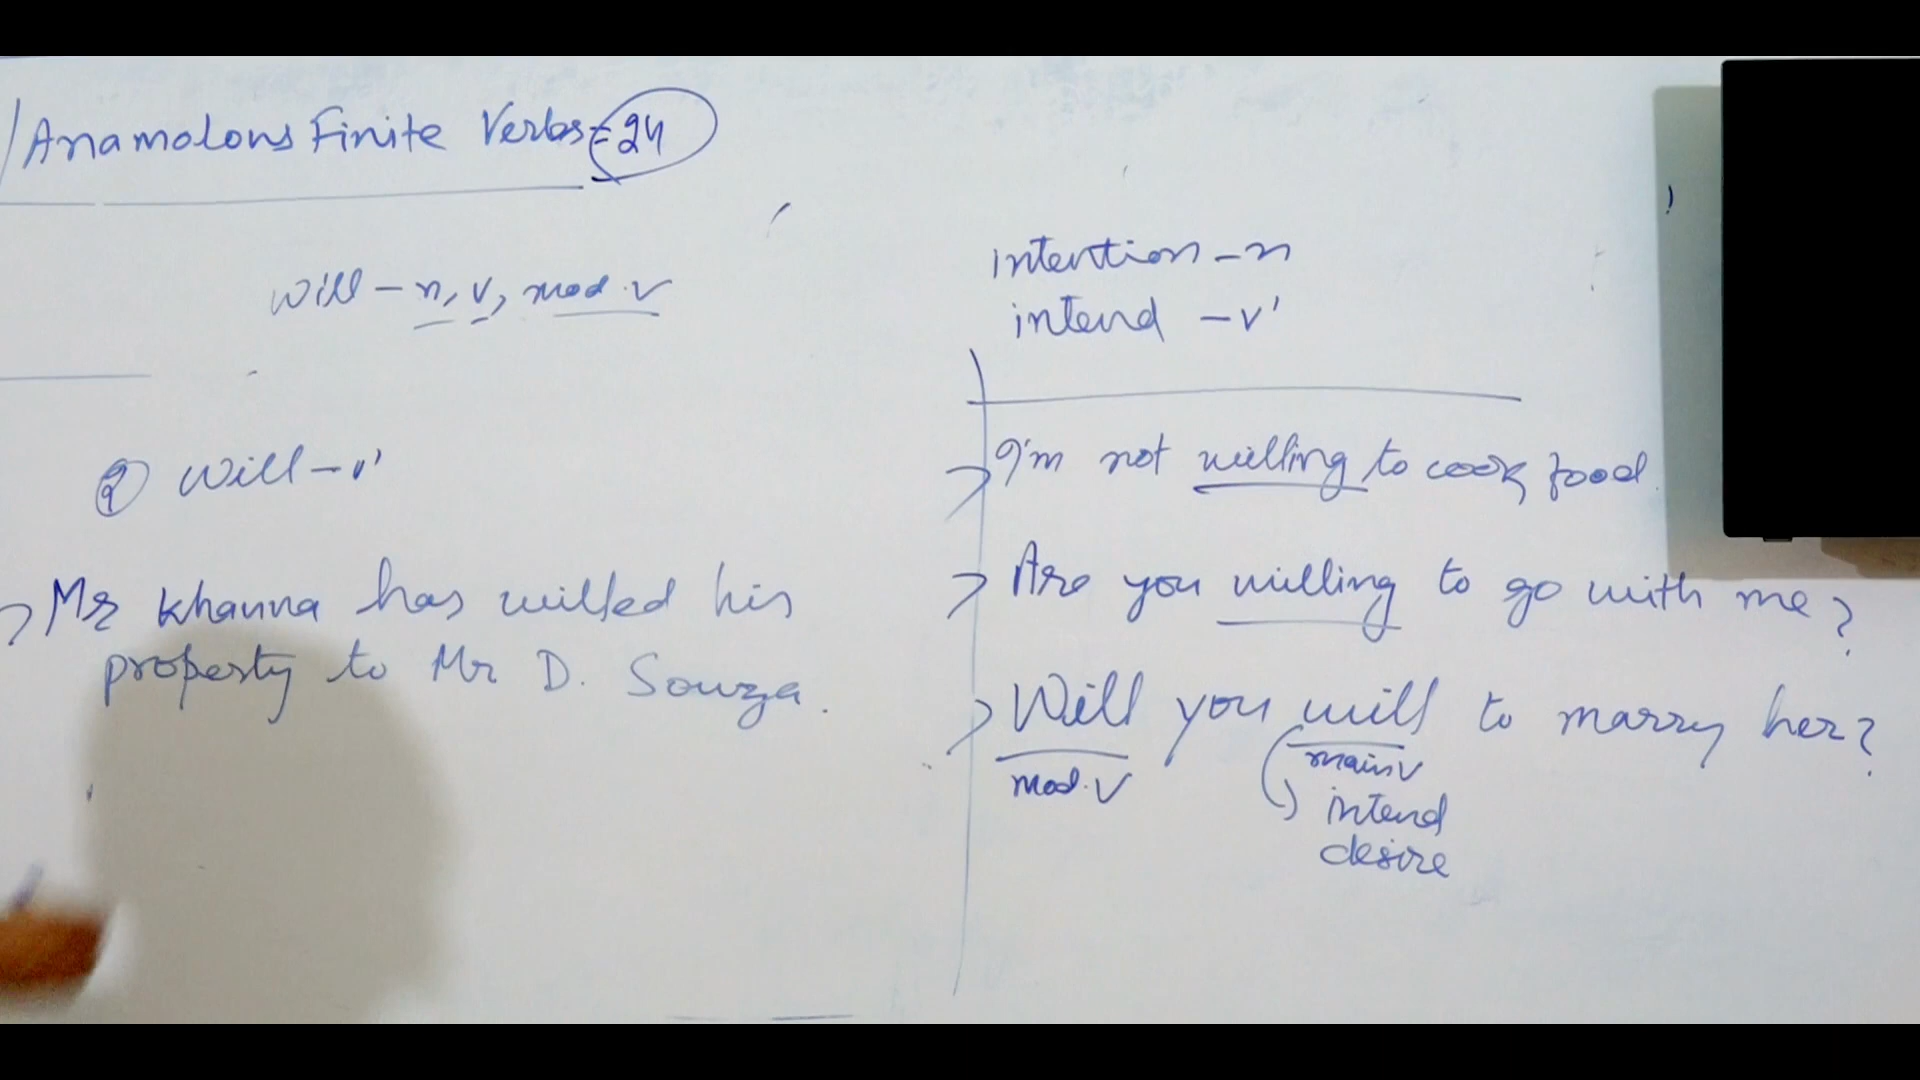 Anamolons Finite Verbs = 24
will - n, v, mod. v
② will - v'
Mr Khanna has willed his
property to Mr D. Souza.
intention - n
intend - v'
I'm not willing to cook food.
Are you willing to go with me?
Will you will to marry her?
mod. v main v
intend
desire